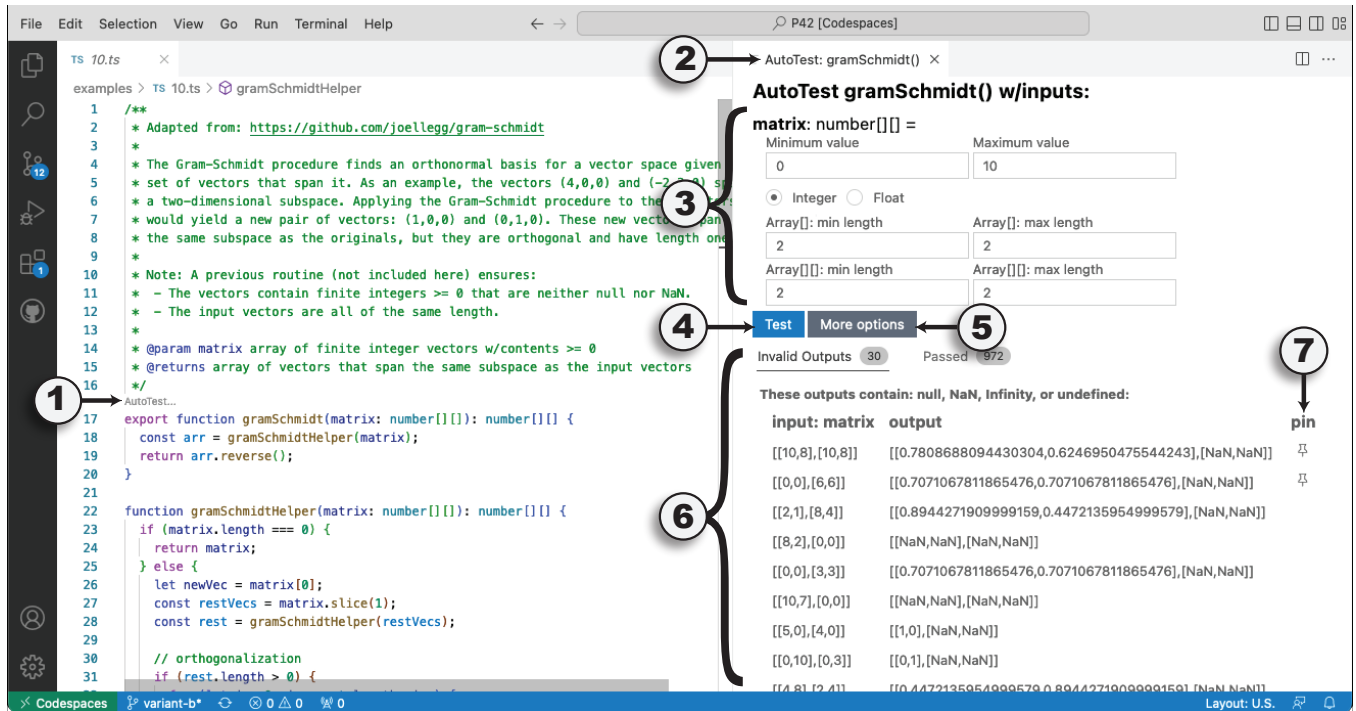 File Edit Selection View Go Run Terminal Help
P42 [Codespaces]
TS 10.ts
examples > TS 10.ts > gramSchmidtHelper
1 /**
2 * Adapted from: https://github.com/joellegg/gram-schmidt
3 *
4 * The Gram-Schmidt procedure finds an orthonormal basis for a vector space given
5 * set of vectors that span it. As an example, the vectors (4,0,0) and
6 * a two-dimensional subspace. Applying the Gram-Schmidt procedure to
7 * would yield a new pair of vectors: (1,0,0) and (0,1,0). These new
8 * the same subspace as the originals, but they are orthogonal and have length one
9 *
10 * Note: A previous routine (not included here) ensures:
11 * - The vectors contain finite integers >= 0 that are neither null nor NaN.
12 * - The input vectors are all of the same length.
13 *
14 * @param matrix array of finite integer vectors w/contents >= 0
15 * @returns array of vectors that span the same subspace as the input vectors
16 */
1
AutoTest...
17 export function gramSchmidt(matrix: number[][]): number[][] {
18 const arr = gramSchmidtHelper(matrix);
19 return arr.reverse();
20 }
21
22 function gramSchmidtHelper(matrix: number[][]): number[][] {
23 if (matrix.length === 0) {
24 return matrix;
25 } else {
26 let newVec = matrix[0];
27 const restVecs = matrix.slice(1);
28 const rest = gramSchmidtHelper(restVecs);
29
30 // orthogonalization
31 if (rest.length > 0) {
2
AutoTest: gramSchmidt()
AutoTest gramSchmidt() w/inputs:
3
matrix: number[][] =
Minimum value Maximum value
0 10
Integer Float
Array[]: min length Array[]: max length
2 2
Array[][]: min length Array[][]: max length
2 2
4
Test More options
5
6
Invalid Outputs 30 Passed 972
7
These outputs contain: null, NaN, Infinity, or undefined:
input: matrix output pin
[[10,8],[10,8]] [[0.7808688094430304,0.6246950475544243],[NaN,NaN]]
[[0,0],[6,6]] [[0.7071067811865476,0.7071067811865476],[NaN,NaN]]
[[2,1],[8,4]] [[0.8944271909999159,0.4472135954999579],[NaN,NaN]]
[[8,2],[0,0]] [[NaN,NaN],[NaN,NaN]]
[[0,0],[3,3]] [[0.7071067811865476,0.7071067811865476],[NaN,NaN]]
[[10,7],[0,0]] [[NaN,NaN],[NaN,NaN]]
[[5,0],[4,0]] [[1,0],[NaN,NaN]]
[[0,10],[0,3]] [[0,1],[NaN,NaN]]
[[4,8],[2,4]] [[0.4472135954999579,0.8944271909999159],[NaN,NaN]]
12
1
Codespaces variant-b* 0 0 0 Layout: U.S.